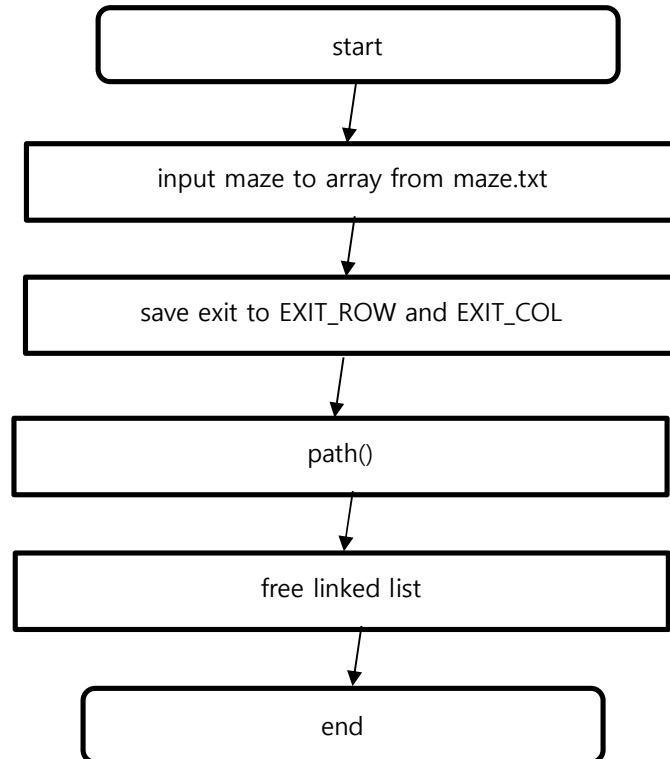 start
input maze to array from maze.txt
save exit to EXIT_ROW and EXIT_COL
path()
free linked list
end